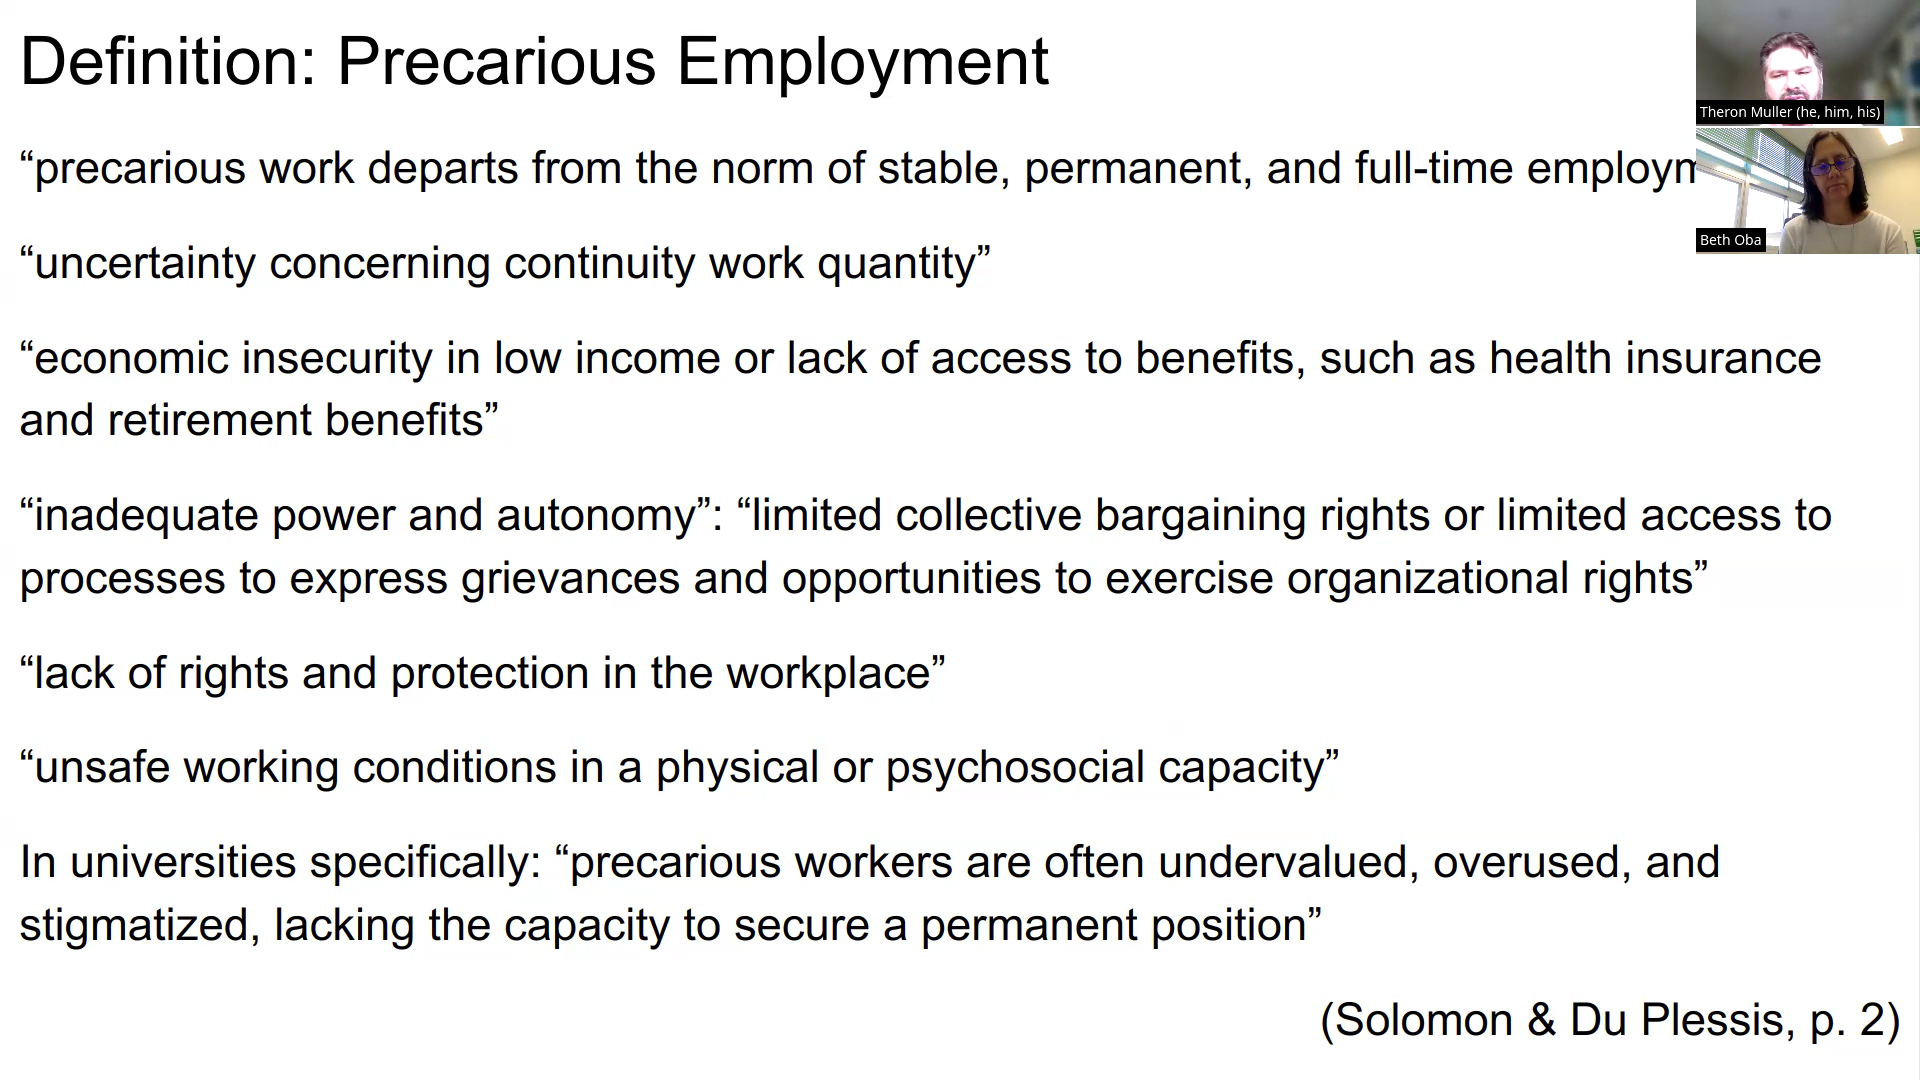 Definition: Precarious Employment
Theron Muller (he, him, his)
“precarious work departs from the norm of stable, permanent, and full-time
Beth Oba
“uncertainty concerning continuity work quantity”
“economic insecurity in low income or lack of access to benefits, such as health insurance
and retirement benefits”
“inadequate power and autonomy”: “limited collective bargaining rights or limited access to
processes to express grievances and opportunities to exercise organizational rights”
“lack of rights and protection in the workplace”
“unsafe working conditions in a physical or psychosocial capacity”
In universities specifically: “precarious workers are often undervalued, overused, and
stigmatized, lacking the capacity to secure a permanent position”
(Solomon & Du Plessis, p. 2)